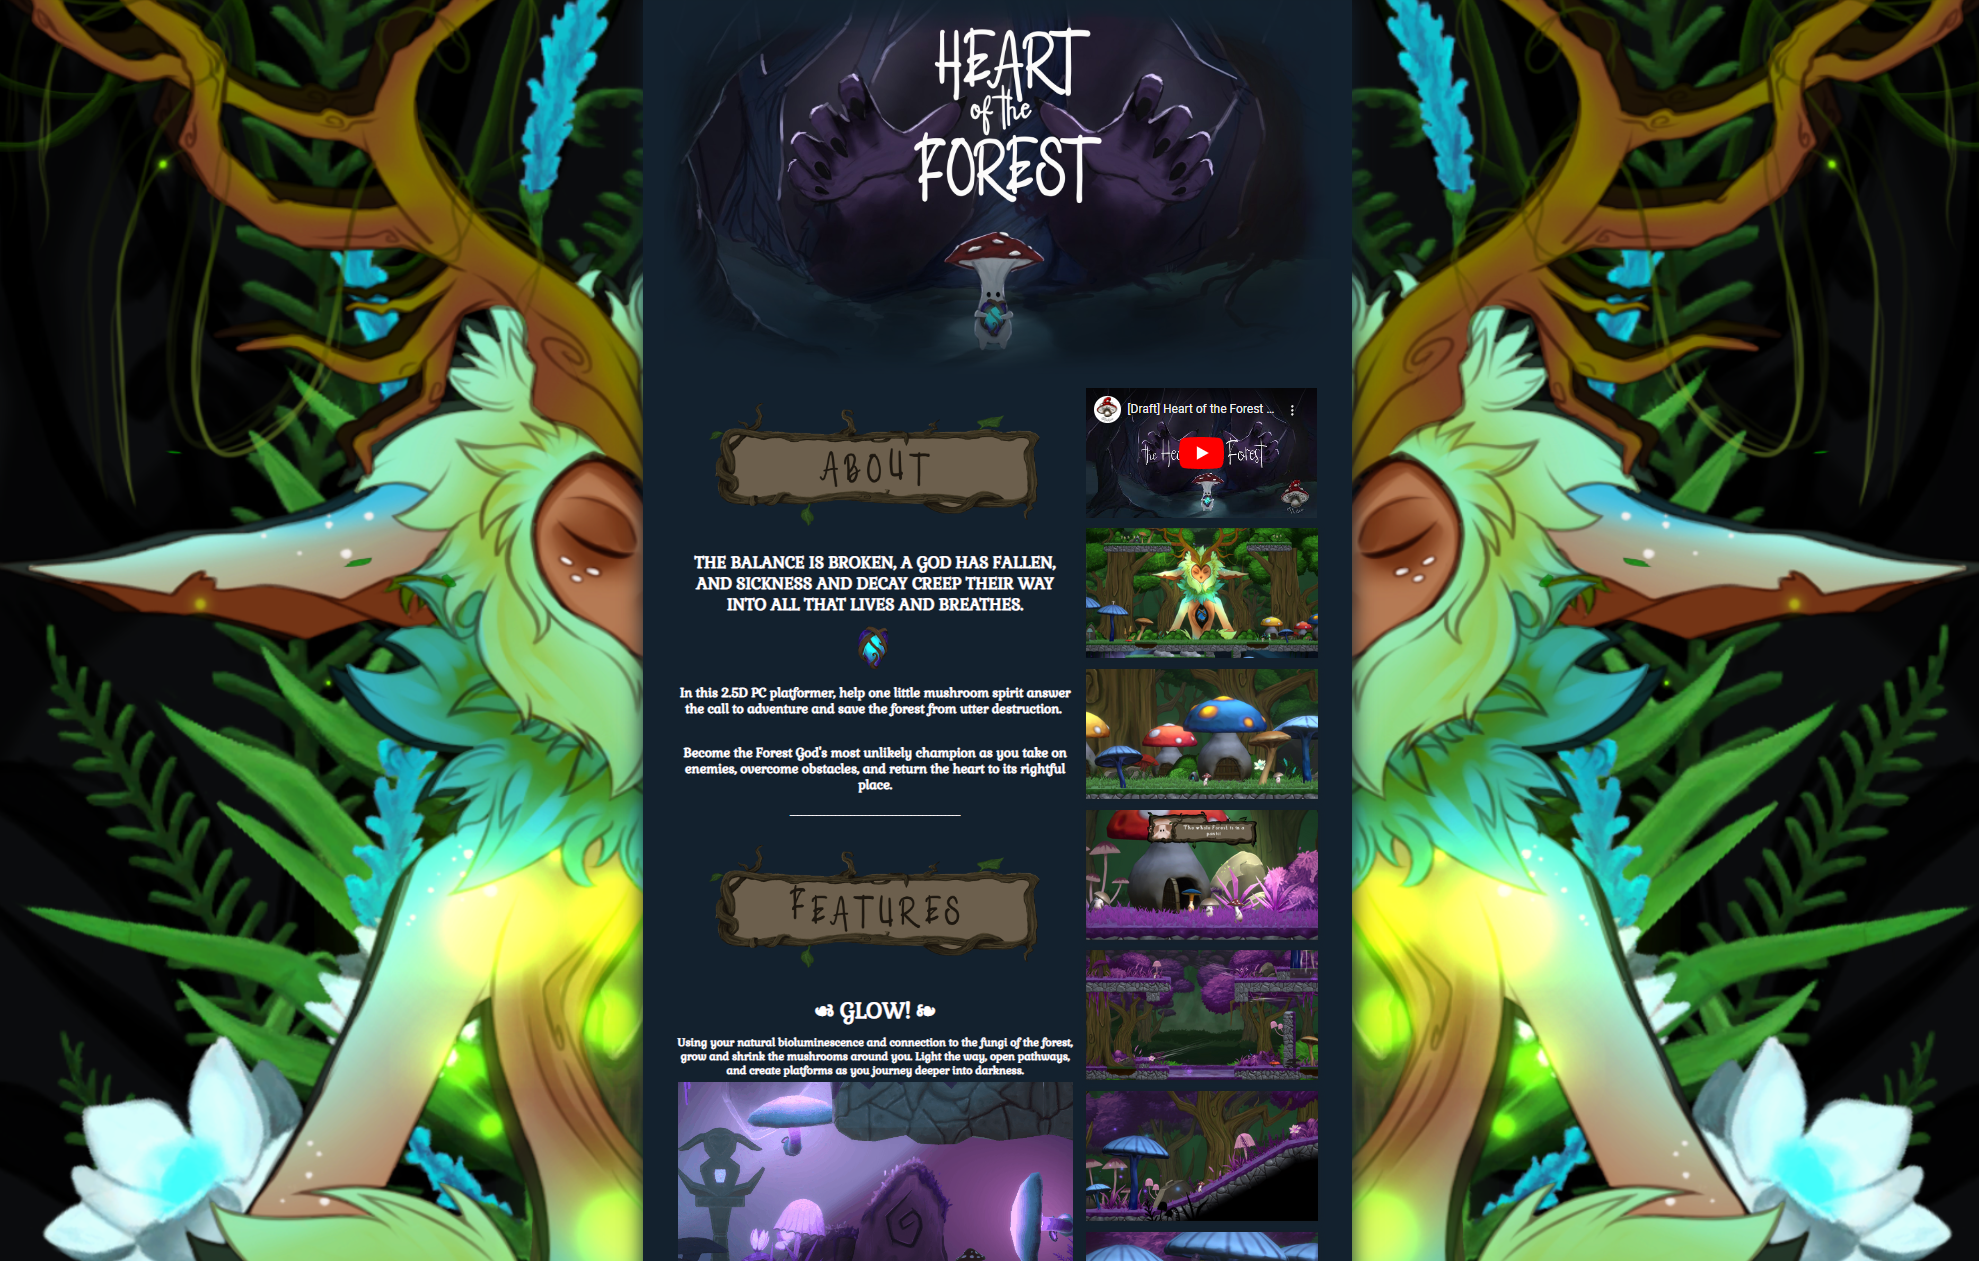 HEART
of the
FOREST
ABOUT
THE BALANCE IS BROKEN, A GOD HAS FALLEN,
AND SICKNESS AND DECAY CREEP THEIR WAY
INTO ALL THAT LIVES AND BREATHES.
In this 2.5D PC platformer, help one little mushroom spirit answer
the call to adventure and save the forest from utter destruction.
Become the Forest God's most unlikely champion as you take on
enemies, overcome obstacles, and return the heart to its rightful
place.
FEATURES
GLOW!
Using your natural bioluminescence and connection to the fungi of the forest,
grow and shrink the mushrooms around you. Light the way, open pathways,
and create platforms as you journey deeper into darkness.
[Draft] Heart of the Forest ...
the Hea Forest
The whole Forest is in a
panic!